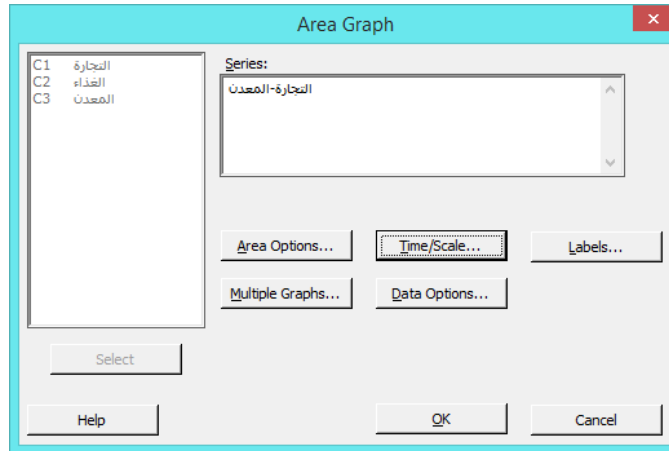 Area Graph
C1 التجارة
C2 الغذاء
C3 المعدن
Series:
التجارة-المعدن
Area Options...
Time/Scale...
Labels...
Multiple Graphs...
Data Options...
Select
Help
OK
Cancel